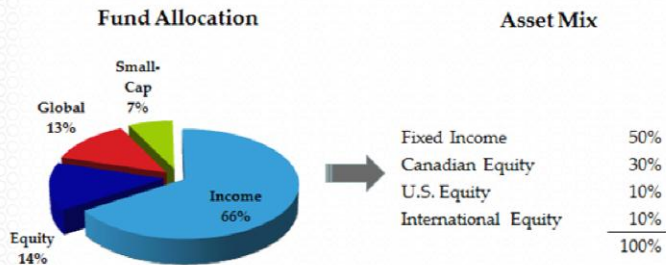 Fund Allocation
Small-
Cap
7%
Global
13%
Income
66%
Equity
14%
Asset Mix
Fixed Income 50%
Canadian Equity 30%
U.S. Equity 10%
International Equity 10%
100%